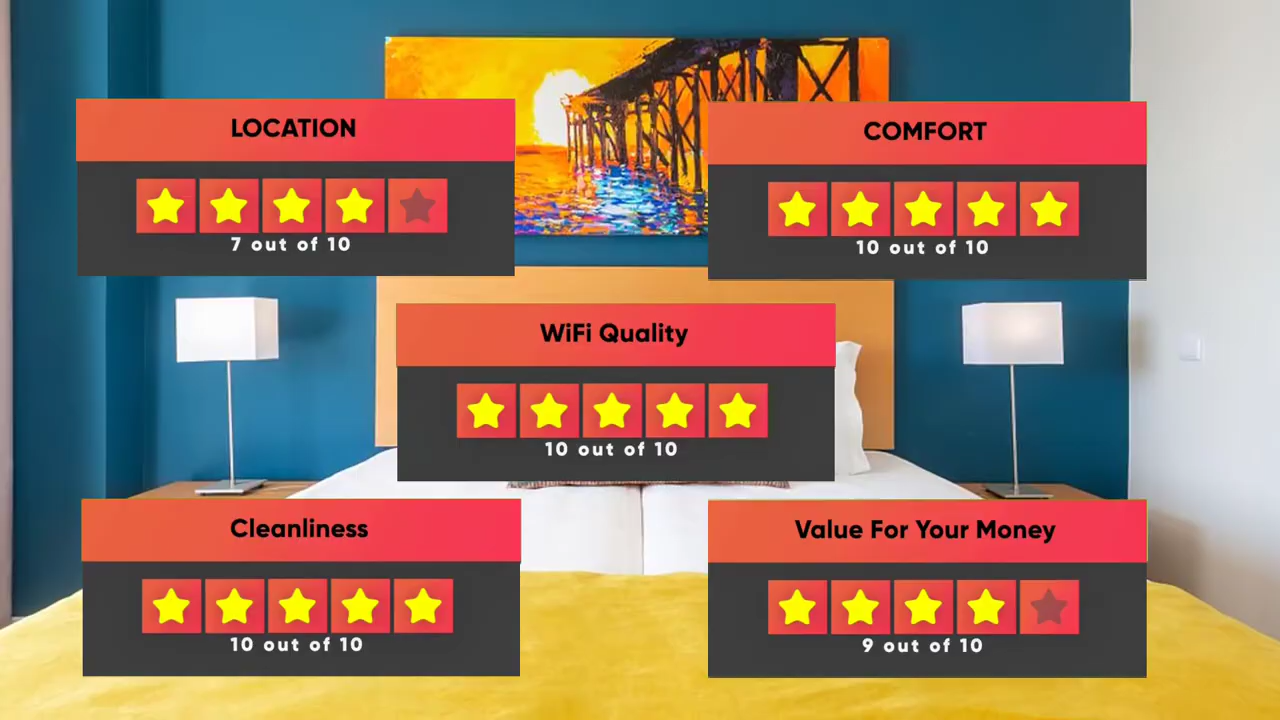 LOCATION
7 out of 10
COMFORT
10 out of 10
WiFi Quality
10 out of 10
Cleanliness
10 out of 10
Value For Your Money
9 out of 10